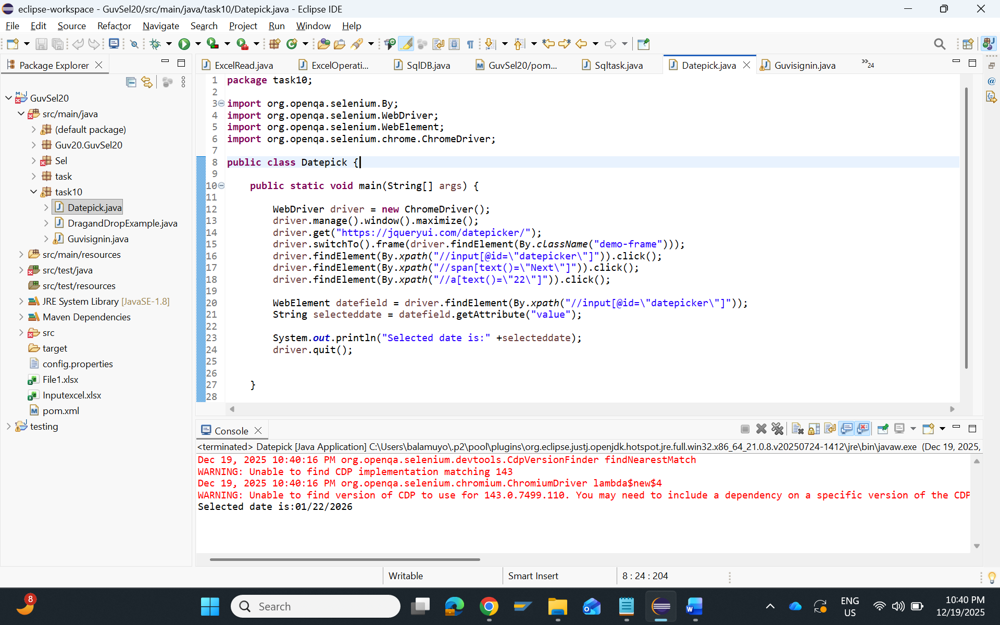 eclipse-workspace - GuvSel20/src/main/java/task10/Datepick.java - Eclipse IDE
File Edit Source Refactor Navigate Search Project Run Window Help
Package Explorer
ExcelRead.java ExcelOperati... SqlDB.java GuvSel20/pom... Sqltask.java Datepick.java Guvisignin.java »24
GuvSel20
src/main/java
(default package)
Guv20.GuvSel20
Sel
task
task10
Datepick.java
DragandDropExample.java
Guvisignin.java
src/main/resources
src/test/java
src/test/resources
JRE System Library [JavaSE-1.8]
Maven Dependencies
src
target
config.properties
File1.xlsx
Inputexcel.xlsx
pom.xml
testing
1 package task10;
2
3 import org.openqa.selenium.By;
4 import org.openqa.selenium.WebDriver;
5 import org.openqa.selenium.WebElement;
6 import org.openqa.selenium.chrome.ChromeDriver;
7
8 public class Datepick {
9
10 public static void main(String[] args) {
11
12 WebDriver driver = new ChromeDriver();
13 driver.manage().window().maximize();
14 driver.get("https://jqueryui.com/datepicker/");
15 driver.switchTo().frame(driver.findElement(By.className("demo-frame")));
16 driver.findElement(By.xpath("//input[@id=\"datepicker\"]")).click();
17 driver.findElement(By.xpath("//span[text()=\"Next\"]")).click();
18 driver.findElement(By.xpath("//a[text()=\"22\"]")).click();
19
20 WebElement datefield = driver.findElement(By.xpath("//input[@id=\"datepicker\"]"));
21 String selecteddate = datefield.getAttribute("value");
22
23 System.out.println("Selected date is:" +selecteddate);
24 driver.quit();
25
26
27 }
28
Console
<terminated> Datepick [Java Application] C:\Users\balamuyo\.p2\pool\plugins\org.eclipse.justj.openjdk.hotspot.jre.full.win32.x86_64_21.0.8.v20250724-1412\jre\bin\javaw.exe (Dec 19, 2025,
Dec 19, 2025 10:40:16 PM org.openqa.selenium.devtools.CdpVersionFinder findNearestMatch
WARNING: Unable to find CDP implementation matching 143
Dec 19, 2025 10:40:16 PM org.openqa.selenium.chromium.ChromiumDriver lambda$new$4
WARNING: Unable to find version of CDP to use for 143.0.7499.110. You may need to include a dependency on a specific version of the CDP
Selected date is:01/22/2026
Writable Smart Insert 8 : 24 : 204
8 Search ENG US 10:40 PM
12/19/2025